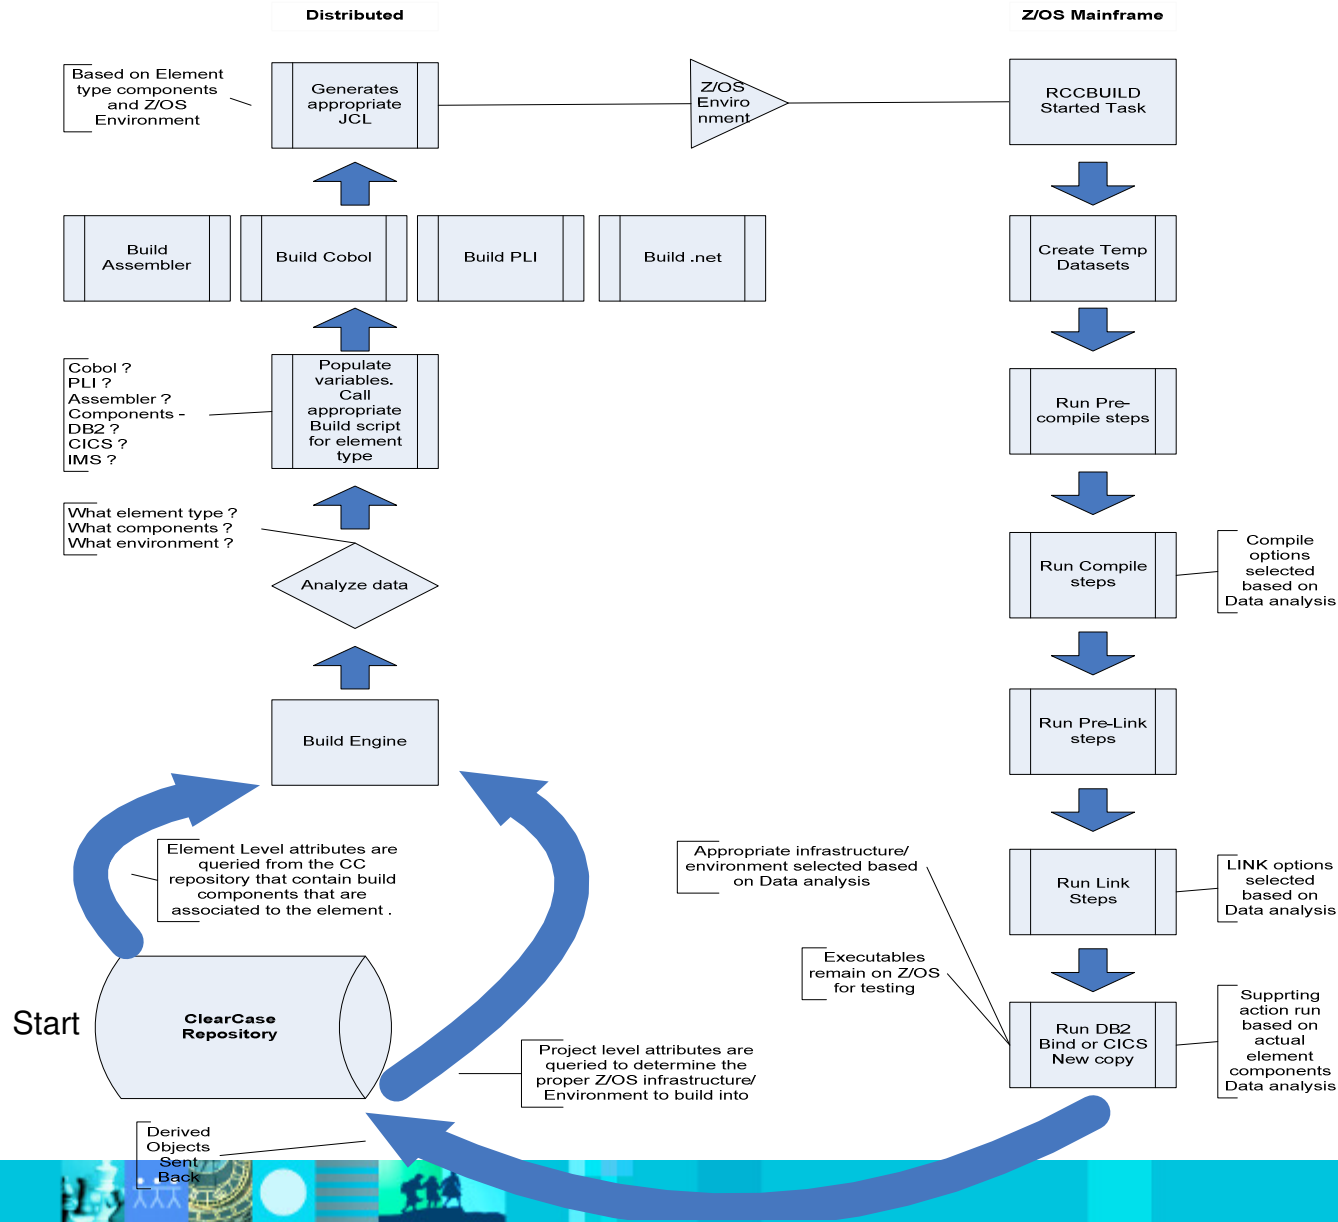 Distributed
Z/OS Mainframe
Based on Element
type components
and Z/OS
Environment
Generates
appropriate
JCL
Z/OS
Enviro
nment
RCCBUILD
Started Task
Build
Assembler
Build Cobol
Build PLI
Build .net
Create Temp
Datasets
Cobol ?
PLI ?
Assembler ?
Components -
DB2 ?
CICS ?
IMS ?
Populate
variables.
Call
appropriate
Build script
for element
type
Run Pre-
compile steps
What element type ?
What components ?
What environment ?
Analyze data
Run Compile
steps
Compile
options
selected
based on
Data analysis
Build Engine
Run Pre-Link
steps
Element Level attributes are
queried from the CC
repository that contain build
components that are
associated to the element .
Appropriate infrastructure/
environment selected based
on Data analysis
Run Link
Steps
LINK options
selected
based on
Data analysis
Executables
remain on Z/OS
for testing
Start
ClearCase
Repository
Run DB2
Bind or CICS
New copy
Supprting
action run
based on
actual
element
components
Data analysis
Project level attributes are
queried to determine the
proper Z/OS infrastructure/
Environment to build into
Derived
Objects
Sent
Back